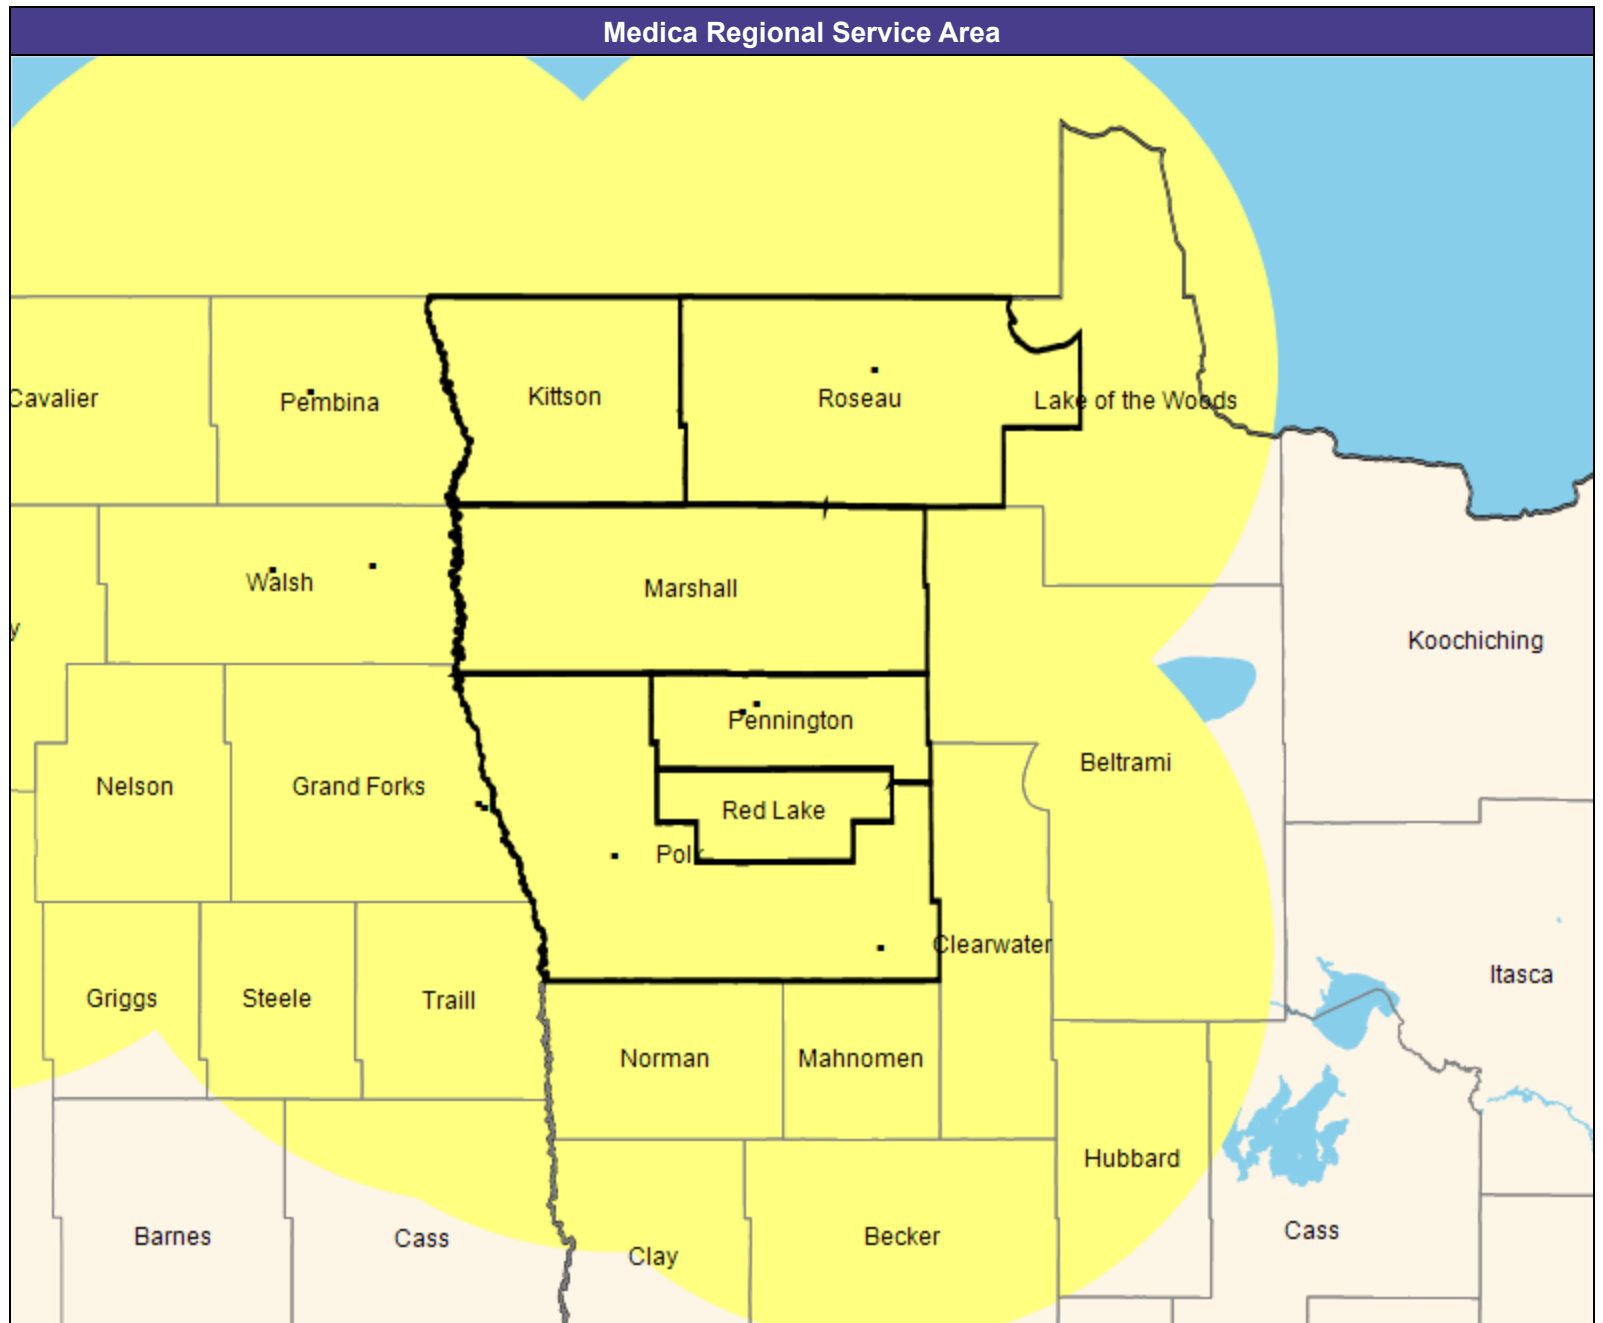 Medica Regional Service Area
Cavalier
Pembina
Kittson
Roseau
Lake of the Woods
Walsh
Marshall
y
Koochiching
Pennington
Beltrami
Nelson
Grand Forks
Red Lake
Polk
Clearwater
Itasca
Griggs
Steele
Traill
Norman
Mahnomen
Hubbard
Barnes
Cass
Clay
Becker
Cass